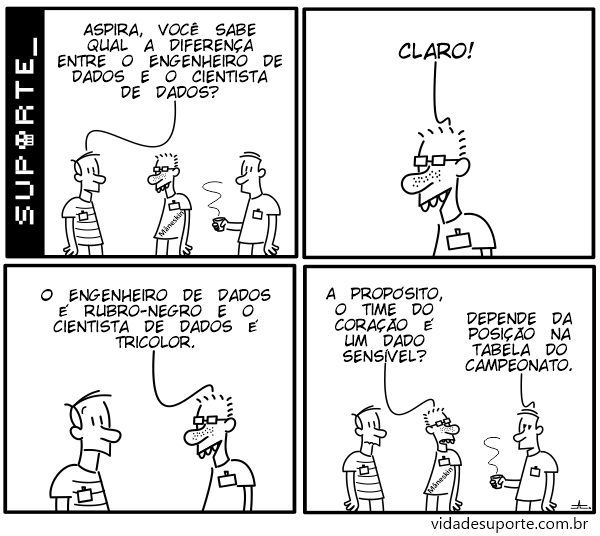 SUPORTE_
ASPIRA, VOCÊ SABE
QUAL A DIFERENÇA
ENTRE O ENGENHEIRO DE
DADOS E O CIENTISTA
DE DADOS?
Måneskin
CLARO!
O ENGENHEIRO DE DADOS
É RUBRO-NEGRO E O
CIENTISTA DE DADOS É
TRICOLOR.
A PROPÓSITO,
O TIME DO
CORAÇÃO É
UM DADO
SENSÍVEL?
DEPENDE DA
POSIÇÃO NA
TABELA DO
CAMPEONATO.
Måneskin
vidadesuporte.com.br